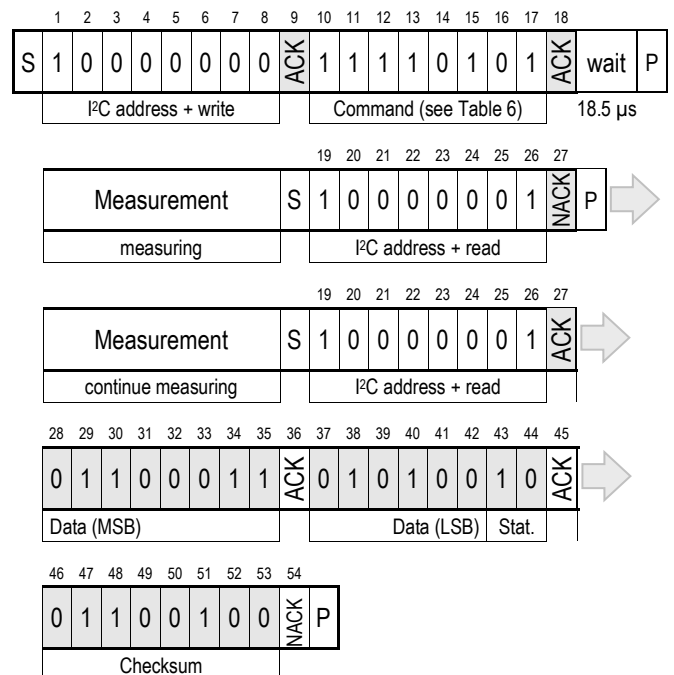 1 2 3 4 5 6 7 8 9 10 11 12 13 14 15 16 17 18
S 1 0 0 0 0 0 0 0 ACK 1 1 1 1 0 1 0 1 ACK wait P
I²C address + write Command (see Table 6) 18.5 µs
19 20 21 22 23 24 25 26 27
Measurement S 1 0 0 0 0 0 0 1 NACK P
measuring I²C address + read
19 20 21 22 23 24 25 26 27
Measurement S 1 0 0 0 0 0 0 1 ACK
continue measuring I²C address + read
28 29 30 31 32 33 34 35 36 37 38 39 40 41 42 43 44 45
0 1 1 0 0 0 1 1 ACK 0 1 0 1 0 0 1 0 ACK
Data (MSB) Data (LSB) Stat.
46 47 48 49 50 51 52 53 54
0 1 1 0 0 1 0 0 NACK P
Checksum